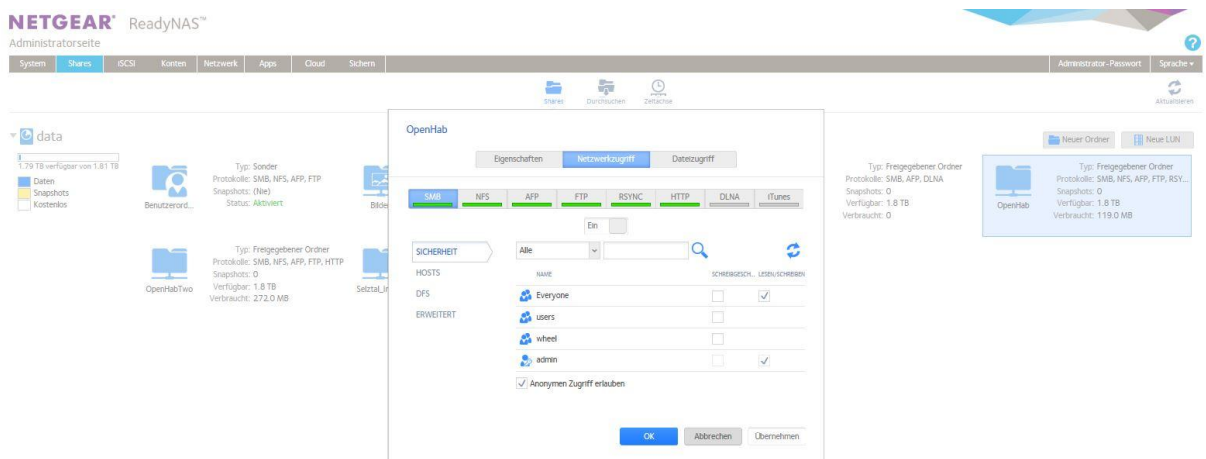 NETGEAR® ReadyNAS™
Administratorseite
System Shares iSCSI Konten Netzwerk Apps Cloud Sichern Administrator-Passwort Sprache
Shares Durchsuchen Zeitachse Aktualisieren
data
1.79 TB verfügbar von 1.81 TB
Daten
Snapshots
Kostenlos
Benutzerord...
Typ: Sonder
Protokolle: SMB, NFS, AFP, FTP
Snapshots: (Nie)
Status: Aktiviert
Bilder
OpenHabTwo
Typ: Freigegebener Ordner
Protokolle: SMB, NFS, AFP, FTP, HTTP
Snapshots: 0
Verfügbar: 1.8 TB
Verbraucht: 272.0 MB
OpenHab
Eigenschaften Netzwerkzugriff Dateizugriff
SMB NFS AFP FTP RSYNC HTTP DLNA iTunes
Ein
SICHERHEIT
HOSTS
DFS
ERWEITERT
Alle
NAME SCHREIBGESCH... LESEN/SCHREIBEN
Everyone
users
wheel
admin
Anonymen Zugriff erlauben
OK Abbrechen Übernehmen
Neuer Ordner Neue LUN
Typ: Freigegebener Ordner
Protokolle: SMB, AFP, DLNA
Snapshots: 0
Verfügbar: 1.8 TB
Verbraucht: 0
OpenHab
Typ: Freigegebener Ordner
Protokolle: SMB, NFS, AFP, FTP, RSY...
Snapshots: 0
Verfügbar: 1.8 TB
Verbraucht: 119.0 MB